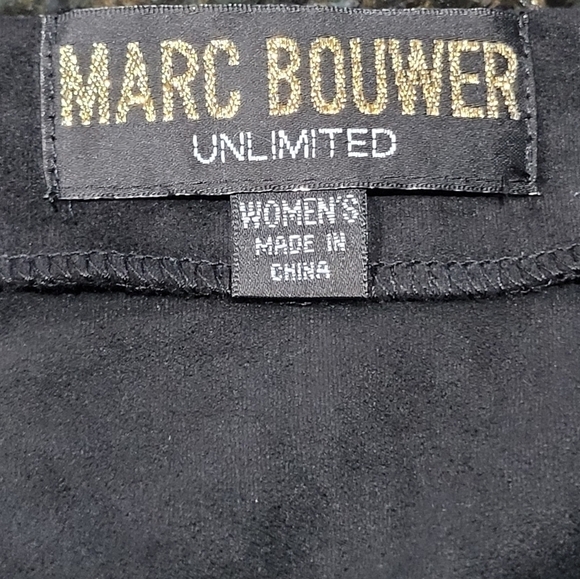 MARC BOUWER
UNLIMITED
WOMEN'S
MADE IN
CHINA